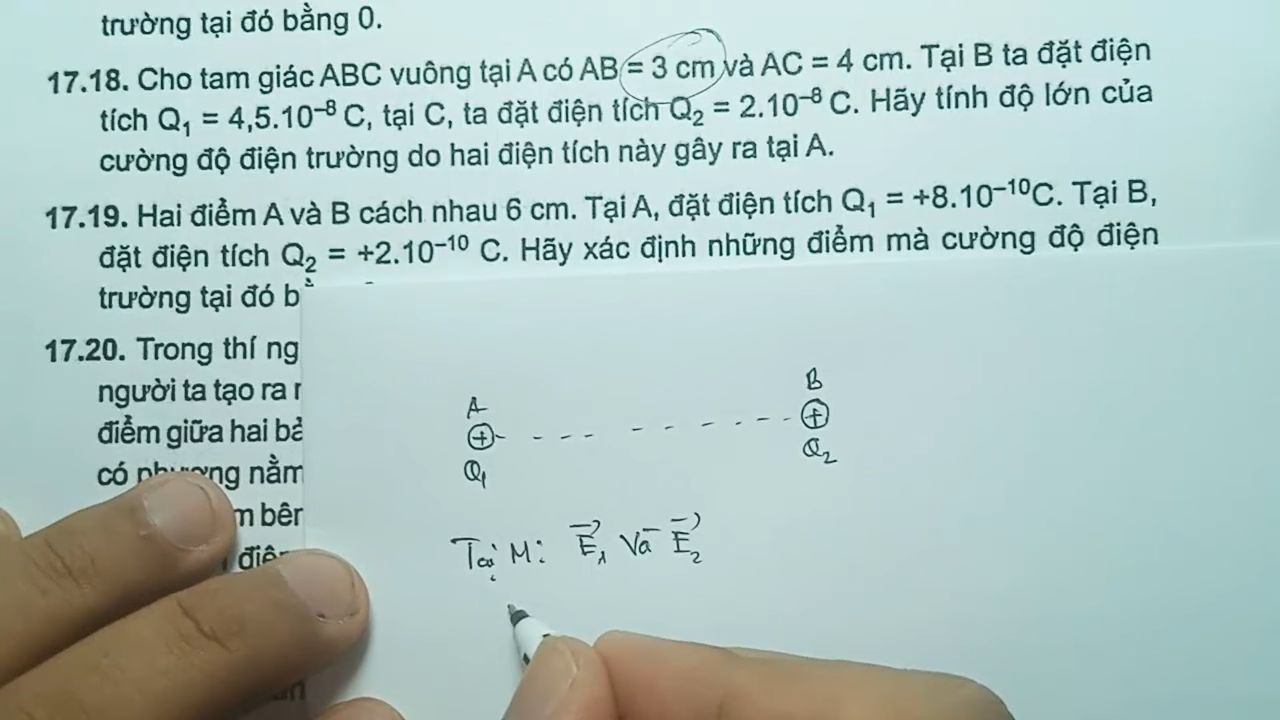 trường tại đó bằng 0.
17.18. Cho tam giác ABC vuông tại A có AB = 3 cm và AC = 4 cm. Tại B ta đặt điện
tích Q₁ = 4,5.10⁻⁸ C, tại C, ta đặt điện tích Q₂ = 2.10⁻⁸ C. Hãy tính độ lớn của
cường độ điện trường do hai điện tích này gây ra tại A.
17.19. Hai điểm A và B cách nhau 6 cm. Tại A, đặt điện tích Q₁ = +8.10⁻¹⁰C. Tại B,
đặt điện tích Q₂ = +2.10⁻¹⁰ C. Hãy xác định những điểm mà cường độ điện
trường tại đó
17.20. Trong thí
người ta tạo ra
điểm giữa hai
có nằm
bên
A
+
Q₁
B
+
Q₂
Tại M: E⃗₁ Và E⃗₂